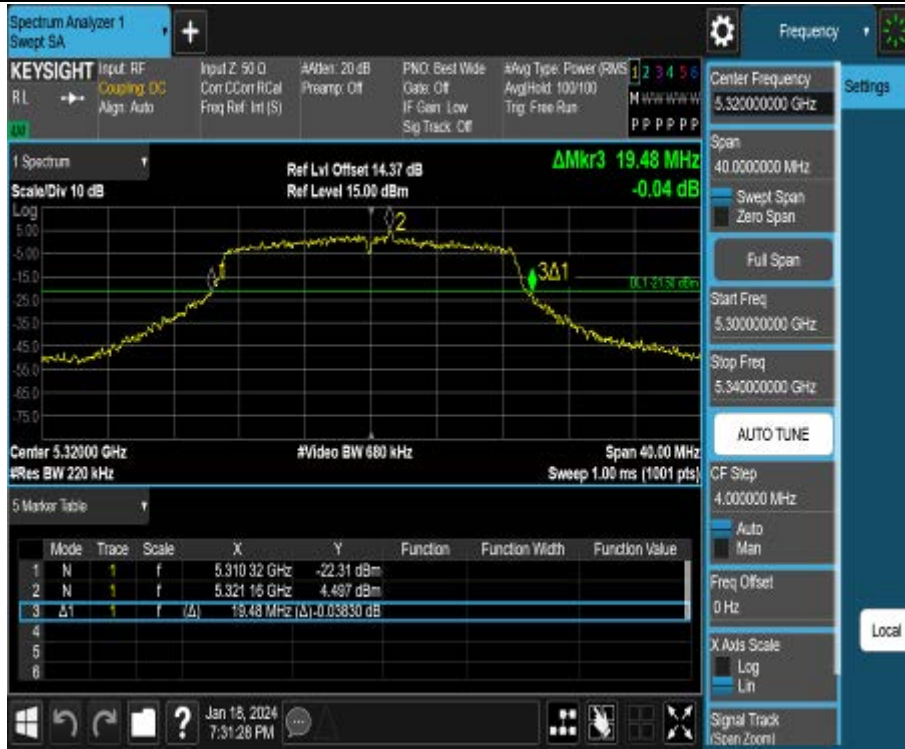 Spectrum Analyzer 1
Swept SA
+
Frequency
KEYSIGHT
RL
Input: RF
Coupling: DC
Align: Auto
Input Z: 50 Ω
Corr CCorr RCal
Freq Ref: Int (S)
#Atten: 20 dB
Preamp: Off
PNO: Best Wide
Gate: Off
IF Gain: Low
Sig Track: Off
#Avg Type: Power (RMS
Avg|Hold: 100/100
Trig: Free Run
1 2 3 4 5 6
M W W W W W
P P P P P P
Center Frequency
5.320000000 GHz
Settings
Span
40.0000000 MHz
Swept Span
Zero Span
Full Span
Start Freq
5.300000000 GHz
Stop Freq
5.340000000 GHz
AUTO TUNE
CF Step
4.000000 MHz
Auto
Man
Freq Offset
0 Hz
X Axis Scale
Log
Lin
Signal Track
(Span Zoom)
Local
1 Spectrum
Scale/Div 10 dB
Ref Lvl Offset 14.37 dB
Ref Level 15.00 dBm
ΔMkr3 19.48 MHz
-0.04 dB
Log
5.00
-5.00
-15.0
-25.0
-35.0
-45.0
-55.0
-65.0
-75.0
1
2
3Δ1
DL1 -21.50 dBm
Center 5.32000 GHz
#Res BW 220 kHz
#Video BW 680 kHz
Span 40.00 MHz
Sweep 1.00 ms (1001 pts)
5 Marker Table
Mode Trace Scale X Y Function Function Width Function Value
1 N 1 f 5.310 32 GHz -22.31 dBm
2 N 1 f 5.321 16 GHz 4.497 dBm
3 Δ1 1 f (Δ) 19.48 MHz (Δ) -0.03830 dB
4
5
6
?
Jan 18, 2024
7:31:28 PM